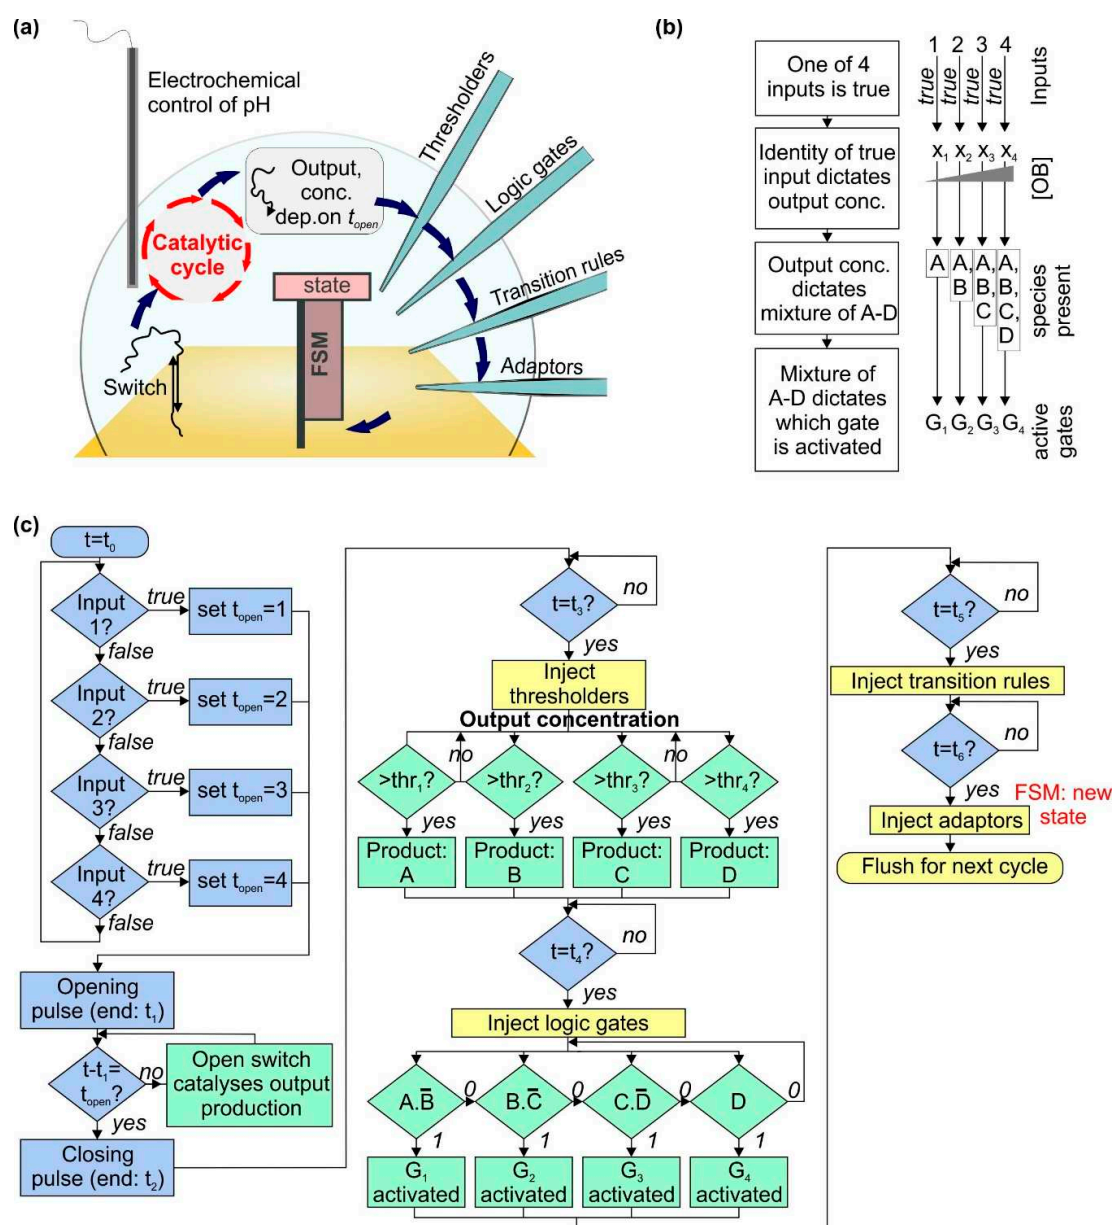 (a)
Electrochemical
control of pH
Output,
conc.
dep.on t_open
Catalytic
cycle
Switch
state
FSM
Thresholders
Logic gates
Transition rules
Adaptors
(b)
One of 4
inputs is true
Identity of true
input dictates
output conc.
Output conc.
dictates
mixture of A-D
Mixture of
A-D dictates
which gate
is activated
1 2 3 4
true true true true
Inputs
x₁ x₂ x₃ x₄
[OB]
A A, A, A,
B B, B,
C C,
D
species
present
G₁ G₂ G₃ G₄
active
gates
(c)
t=t₀
Input
1?
true
set t_open=1
false
Input
2?
true
set t_open=2
false
Input
3?
true
set t_open=3
false
Input
4?
true
set t_open=4
false
Opening
pulse (end: t₁)
t-t₁=
t_open?
no
Open switch
catalyses output
production
yes
Closing
pulse (end: t₂)
t=t₃?
no
yes
Inject
thresholders
Output concentration
>thr₁?
no
>thr₂?
>thr₃?
no
>thr₄?
yes
yes
yes
yes
Product:
A
Product:
B
Product:
C
Product:
D
t=t₄?
no
yes
Inject logic gates
A.B̅
0
B.C̅
0
C.D̅
0
D
0
1
1
1
1
G₁
activated
G₂
activated
G₃
activated
G₄
activated
t=t₅?
no
yes
Inject transition rules
t=t₆?
no
yes
FSM: new
state
Inject adaptors
Flush for next cycle